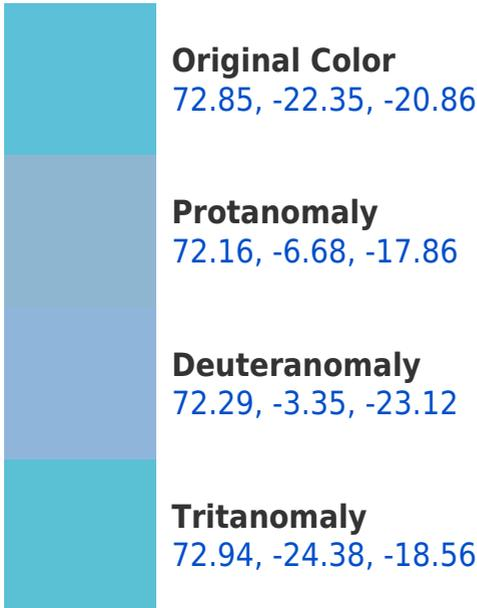 Original Color
72.85, -22.35, -20.86
Protanomaly
72.16, -6.68, -17.86
Deuteranomaly
72.29, -3.35, -23.12
Tritanomaly
72.94, -24.38, -18.56